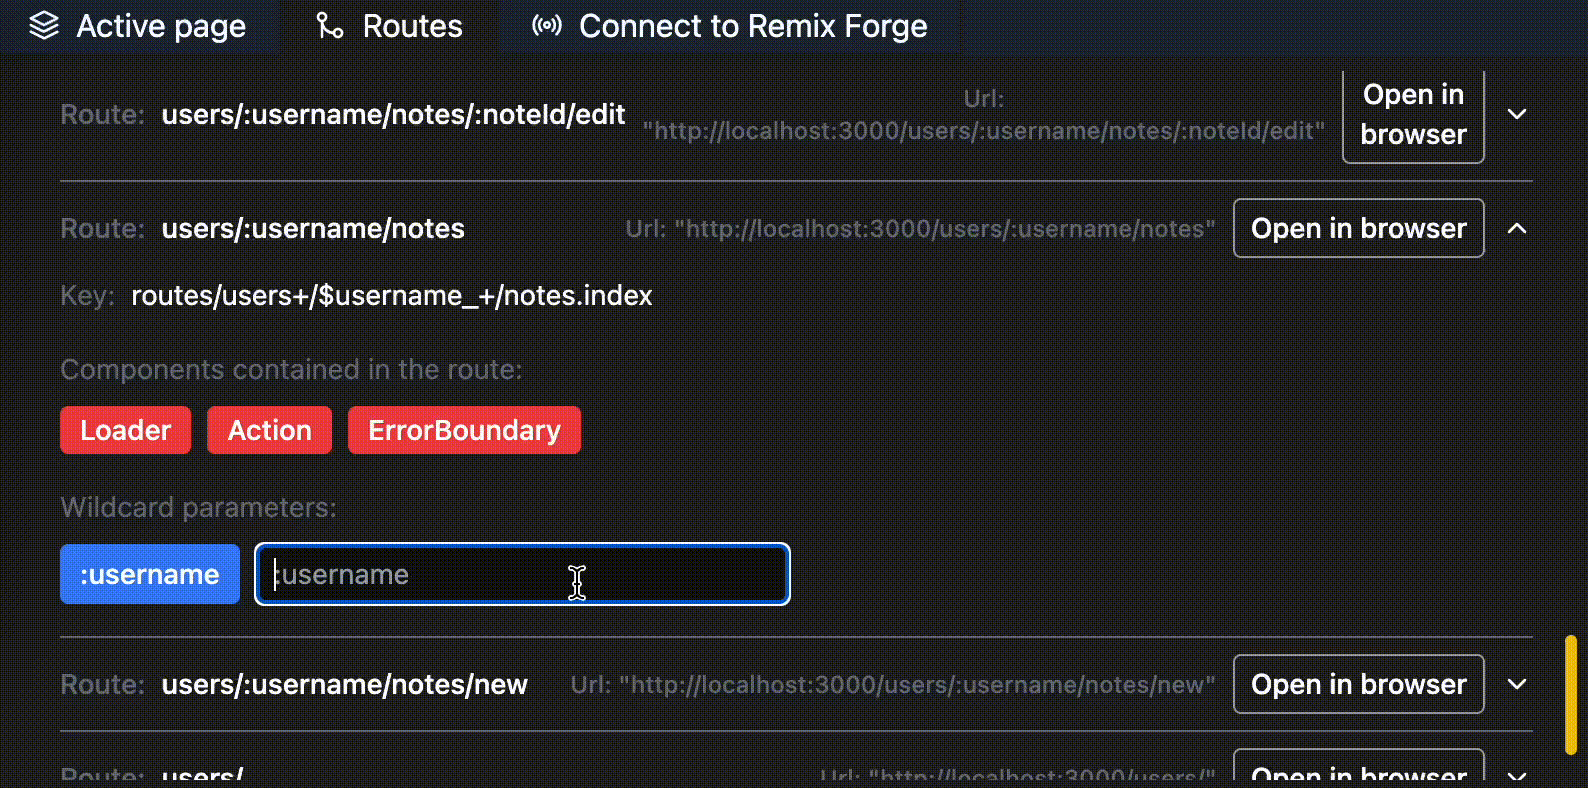 Active page Routes Connect to Remix Forge
Route: users/:username/notes/:noteId/edit Url: "http://localhost:3000/users/:username/notes/:noteId/edit" Open in browser
Route: users/:username/notes Url: "http://localhost:3000/users/:username/notes" Open in browser
Key: routes/users+/$username_+/notes.index
Components contained in the route:
Loader Action ErrorBoundary
Wildcard parameters:
:username :username
Route: users/:username/notes/new Url: "http://localhost:3000/users/:username/notes/new" Open in browser
Route: users/ Url: "http://localhost:3000/users/" Open in browser